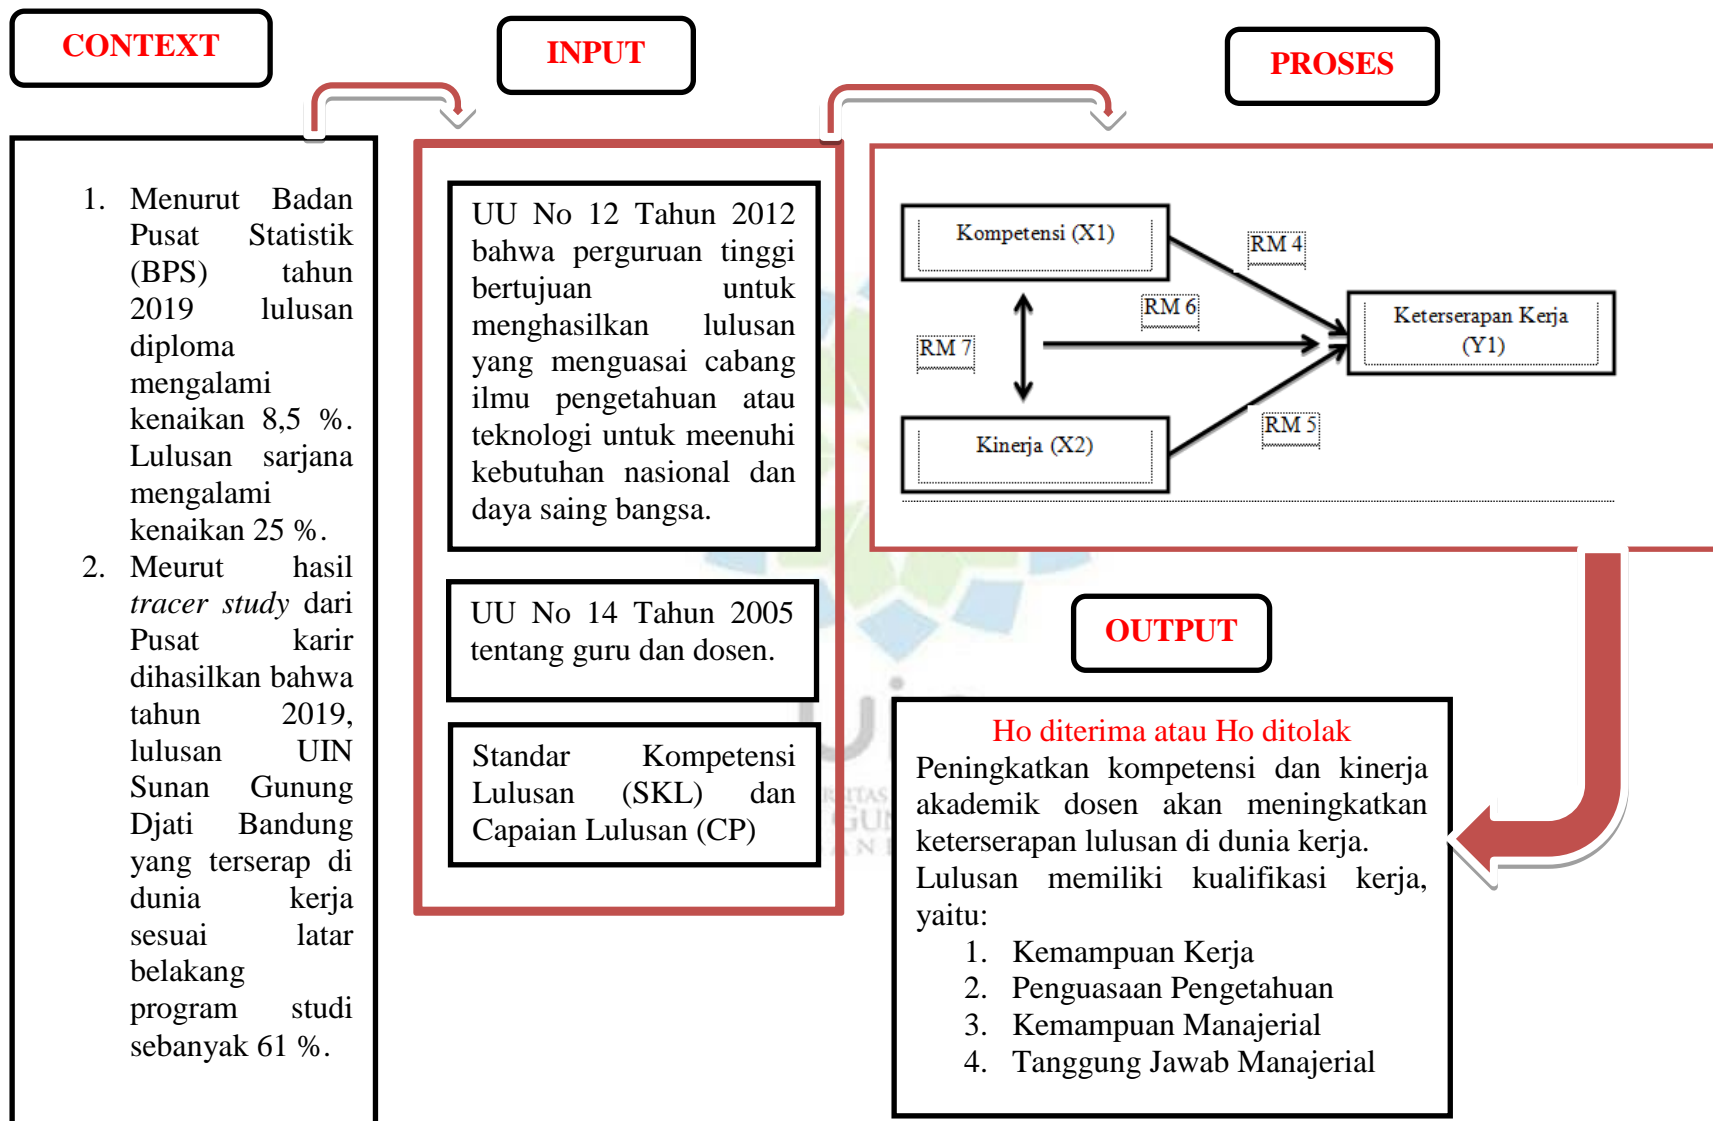 CONTEXT
INPUT
PROSES
1. Menurut Badan
Pusat Statistik
(BPS) tahun
2019 lulusan
diploma
mengalami
kenaikan 8,5 %.
Lulusan sarjana
mengalami
kenaikan 25 %.
2. Meurut hasil
tracer study dari
Pusat karir
dihasilkan bahwa
tahun 2019,
lulusan UIN
Sunan Gunung
Djati Bandung
yang terserap di
dunia kerja
sesuai latar
belakang
program studi
sebanyak 61 %.
UU No 12 Tahun 2012
bahwa perguruan tinggi
bertujuan untuk
menghasilkan lulusan
yang menguasai cabang
ilmu pengetahuan atau
teknologi untuk meenuhi
kebutuhan nasional dan
daya saing bangsa.
UU No 14 Tahun 2005
tentang guru dan dosen.
Standar Kompetensi
Lulusan (SKL) dan
Capaian Lulusan (CP)
Kompetensi (X1)
RM 4
RM 6
Keterserapan Kerja
(Y1)
RM 7
RM 5
Kinerja (X2)
OUTPUT
Ho diterima atau Ho ditolak
Peningkatkan kompetensi dan kinerja
akademik dosen akan meningkatkan
keterserapan lulusan di dunia kerja.
Lulusan memiliki kualifikasi kerja,
yaitu:
1. Kemampuan Kerja
2. Penguasaan Pengetahuan
3. Kemampuan Manajerial
4. Tanggung Jawab Manajerial